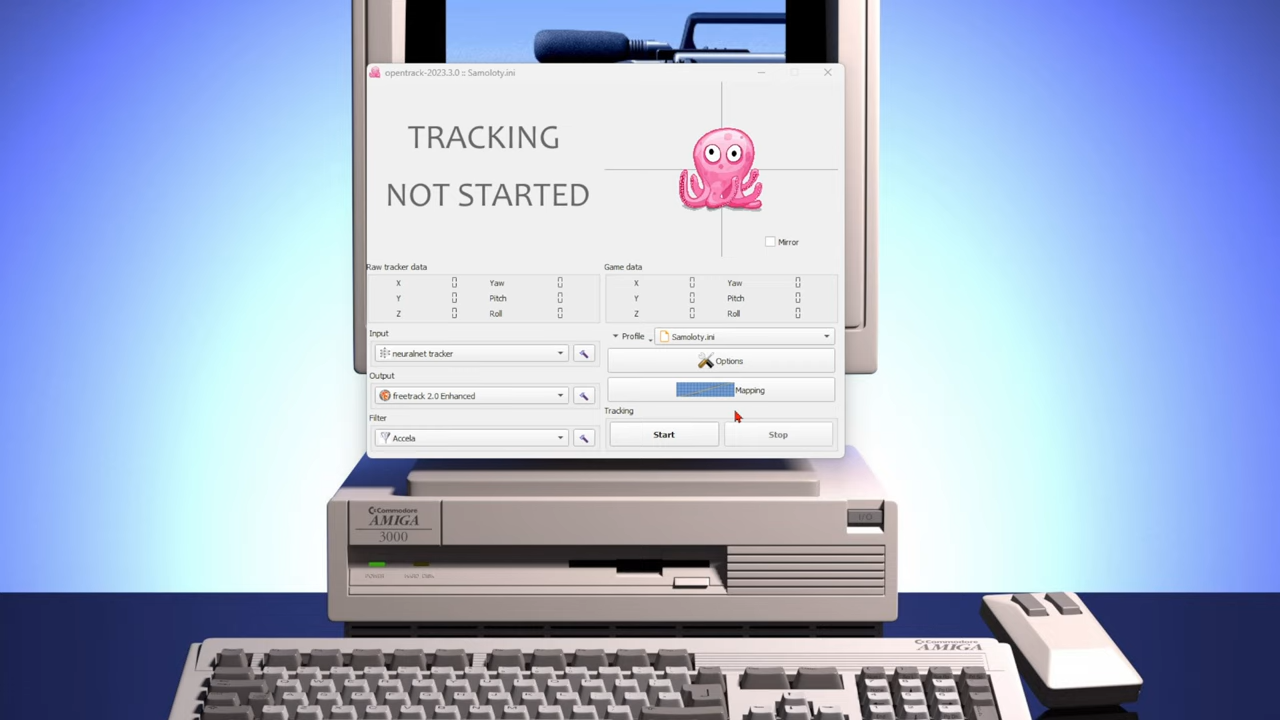 opentrack-2023.3.0 :: Samoloty.ini
TRACKING
NOT STARTED
Mirror
Raw tracker data
X Yaw
Y Pitch
Z Roll
Game data
X Yaw
Y Pitch
Z Roll
Input
neuralnet tracker
Output
freetrack 2.0 Enhanced
Filter
Accela
Profile Samoloty.ini
Options
Mapping
Tracking
Start Stop
Commodore
AMIGA
3000
I/O
POWER
Commodore
AMIGA